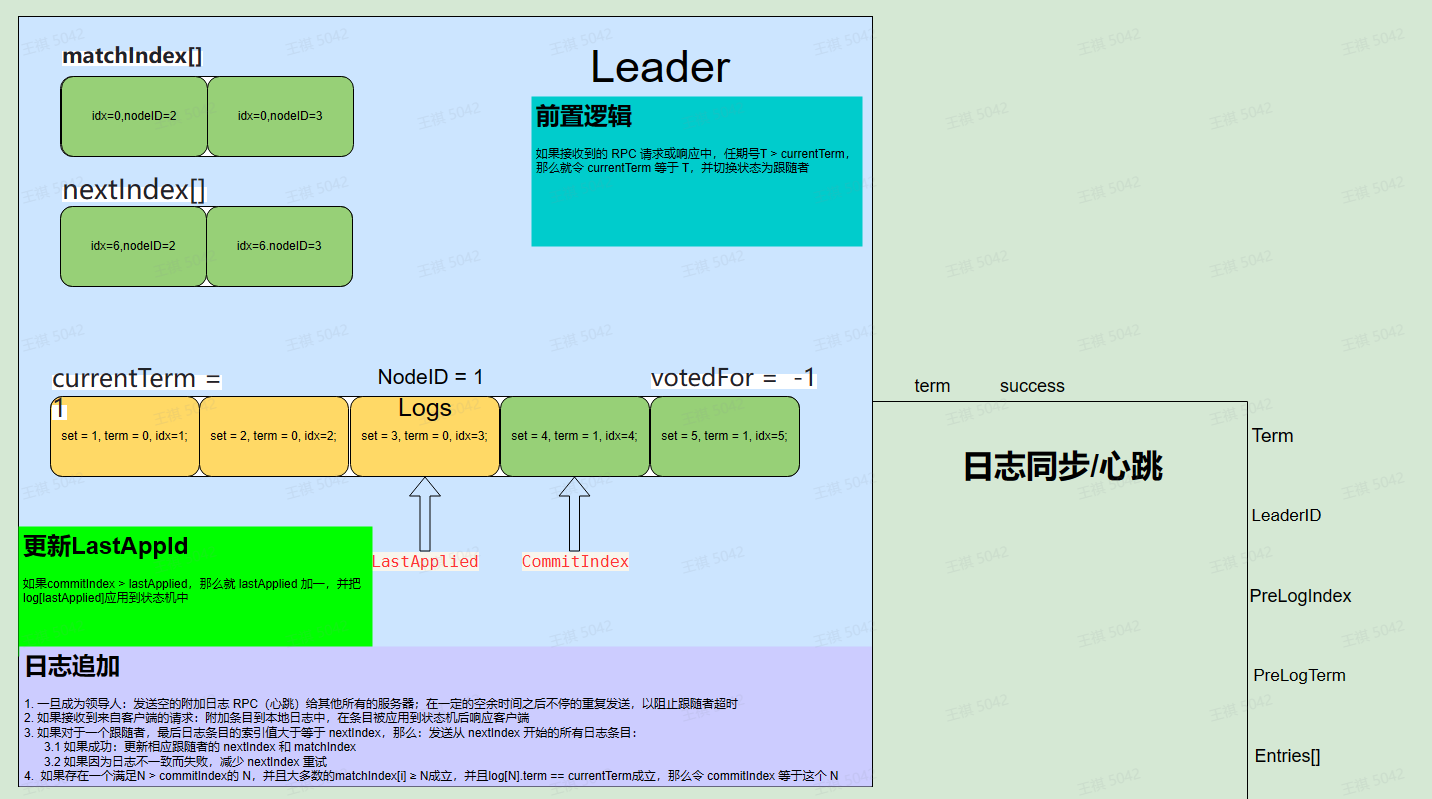 matchIndex[]
idx=0,nodeID=2
idx=0,nodeID=3
nextIndex[]
idx=6,nodeID=2
idx=6.nodeID=3
Leader
前置逻辑
如果接收到的 RPC 请求或响应中，任期号T > currentTerm，
那么就令 currentTerm 等于 T，并切换状态为跟随者
currentTerm =
1
NodeID = 1
votedFor = -1
Logs
set = 1, term = 0, idx=1;
set = 2, term = 0, idx=2;
set = 3, term = 0, idx=3;
set = 4, term = 1, idx=4;
set = 5, term = 1, idx=5;
LastApplied
CommitIndex
更新LastAppId
如果commitIndex > lastApplied，那么就 lastApplied 加一，并把
log[lastApplied]应用到状态机中
日志追加
1. 一旦成为领导人：发送空的附加日志 RPC（心跳）给其他所有的服务器；在一定的空余时间之后不停的重复发送，以阻止跟随者超时
2. 如果接收到来自客户端的请求：附加条目到本地日志中，在条目被应用到状态机后响应客户端
3. 如果对于一个跟随者，最后日志条目的索引值大于等于 nextIndex，那么：发送从 nextIndex 开始的所有日志条目：
3.1 如果成功：更新相应跟随者的 nextIndex 和 matchIndex
3.2 如果因为日志不一致而失败，减少 nextIndex 重试
4. 如果存在一个满足N > commitIndex的 N，并且大多数的matchIndex[i] ≥ N成立，并且log[N].term == currentTerm成立，那么令 commitIndex 等于这个 N
term
success
日志同步/心跳
Term
LeaderID
PreLogIndex
PreLogTerm
Entries[]
王祺 5042